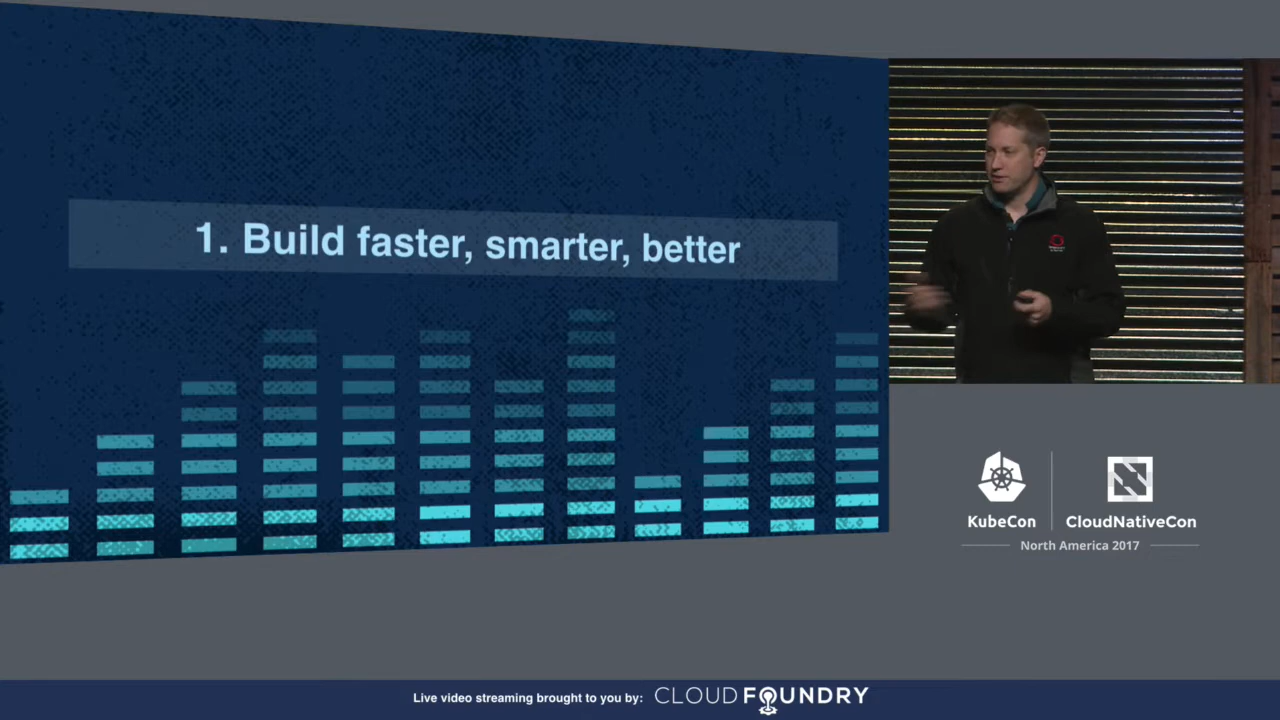 1. Build faster, smarter, better
KubeCon
CloudNativeCon
North America 2017
Live video streaming brought to you by: CLOUD FOUNDRY